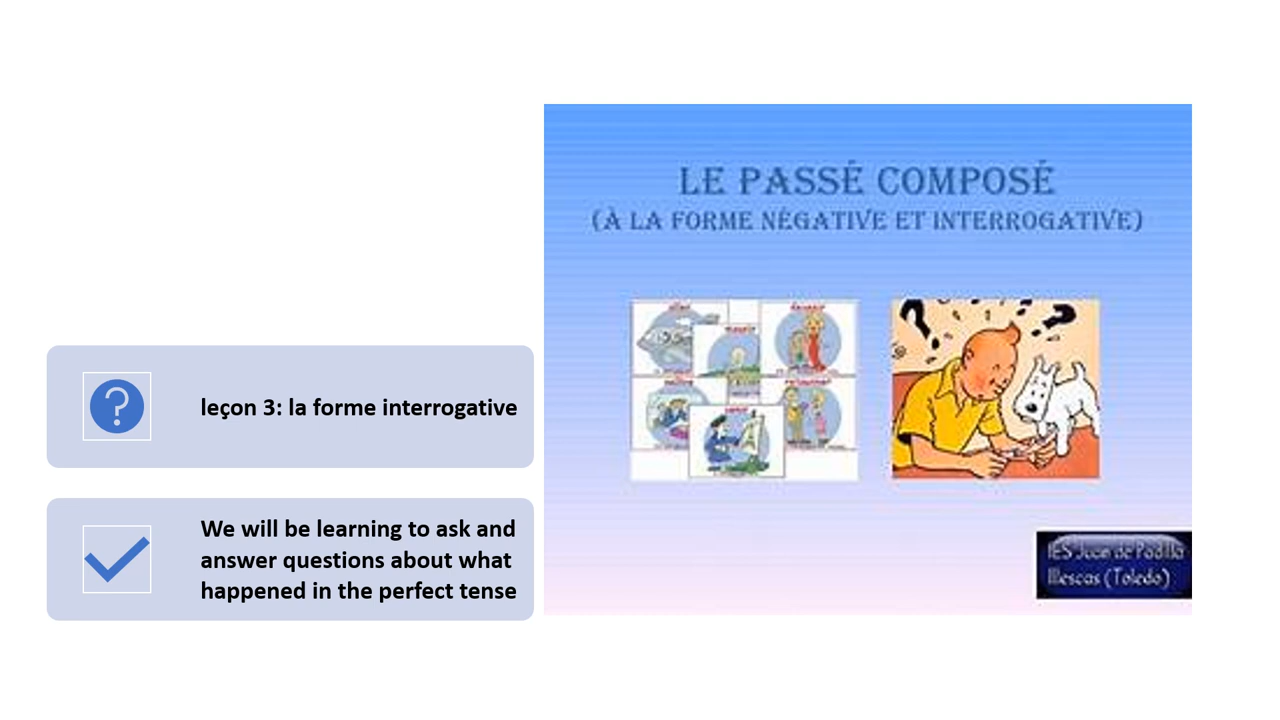 LE PASSÉ COMPOSÉ
(À LA FORME NÉGATIVE ET INTERROGATIVE)
leçon 3: la forme interrogative
We will be learning to ask and
answer questions about what
happened in the perfect tense
IES Juan de Padilla
Illescas (Toledo)